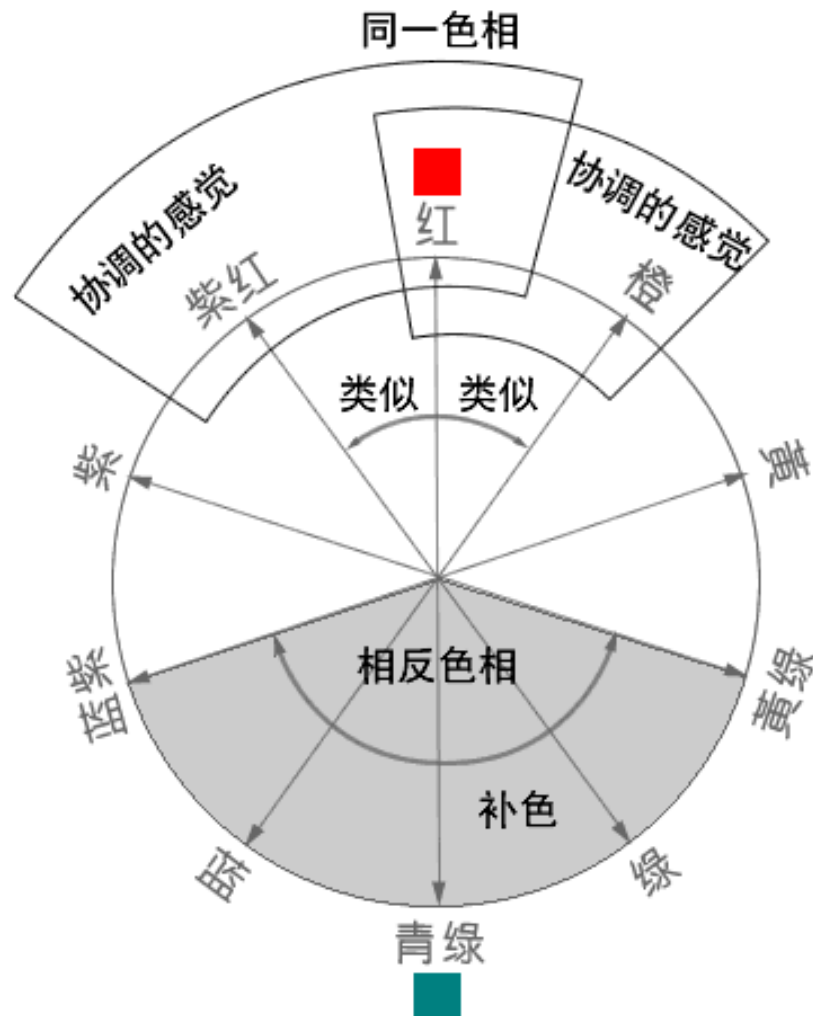 同一色相
协调的感觉
协调的感觉
红
紫红
橙
类似
类似
紫
黄
相反色相
蓝紫
黄绿
补色
蓝
绿
青绿